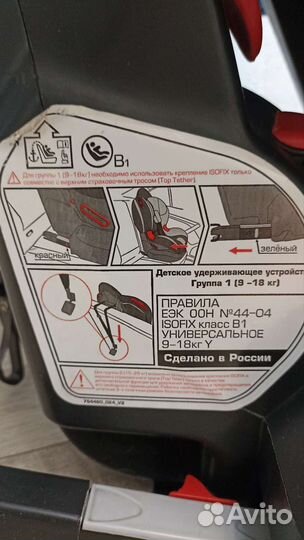 B1
Для группы 1 (9-18кг) необходимо использовать крепление ISOFIX только
совместно с верхним страховочным тросом (Top Tether)
красный
зелёный
Детское удерживающее устройство
Группа 1 (9-18 кг)
ПРАВИЛА
ЕЭК ООН №44-04
ISOFIX класс B1
УНИВЕРСАЛЬНОЕ
9-18кг Y
Сделано в России
Avito